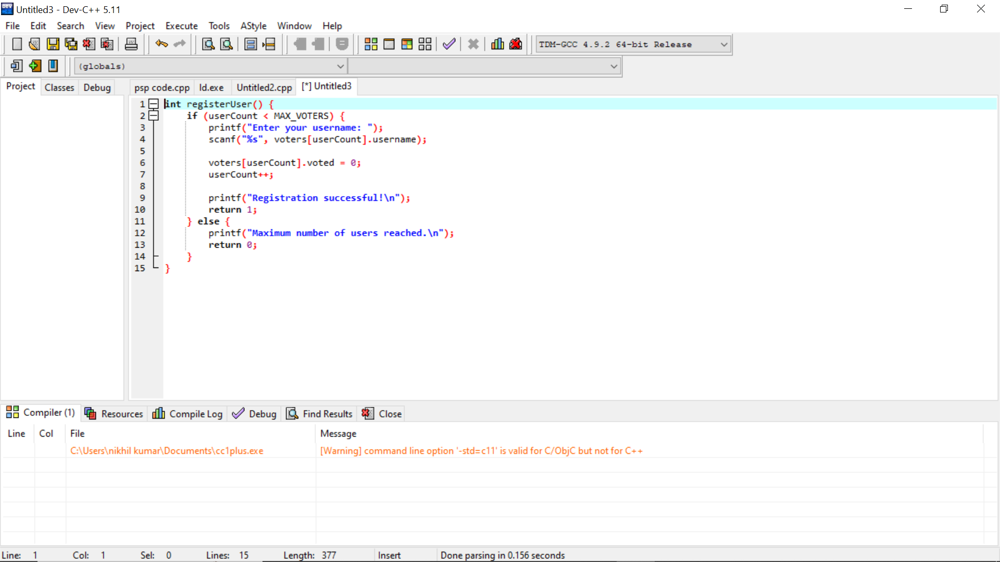 Untitled3 - Dev-C++ 5.11
File Edit Search View Project Execute Tools AStyle Window Help
TDM-GCC 4.9.2 64-bit Release
(globals)
Project Classes Debug psp code.cpp ld.exe Untitled2.cpp [*] Untitled3
1 int registerUser() {
2 if (userCount < MAX_VOTERS) {
3 printf("Enter your username: ");
4 scanf("%s", voters[userCount].username);
5
6 voters[userCount].voted = 0;
7 userCount++;
8
9 printf("Registration successful!\n");
10 return 1;
11 } else {
12 printf("Maximum number of users reached.\n");
13 return 0;
14 }
15 }
Compiler (1) Resources Compile Log Debug Find Results Close
Line Col File Message
C:\Users\nikhil kumar\Documents\cc1plus.exe [Warning] command line option '-std=c11' is valid for C/ObjC but not for C++
Line: 1 Col: 1 Sel: 0 Lines: 15 Length: 377 Insert Done parsing in 0.156 seconds